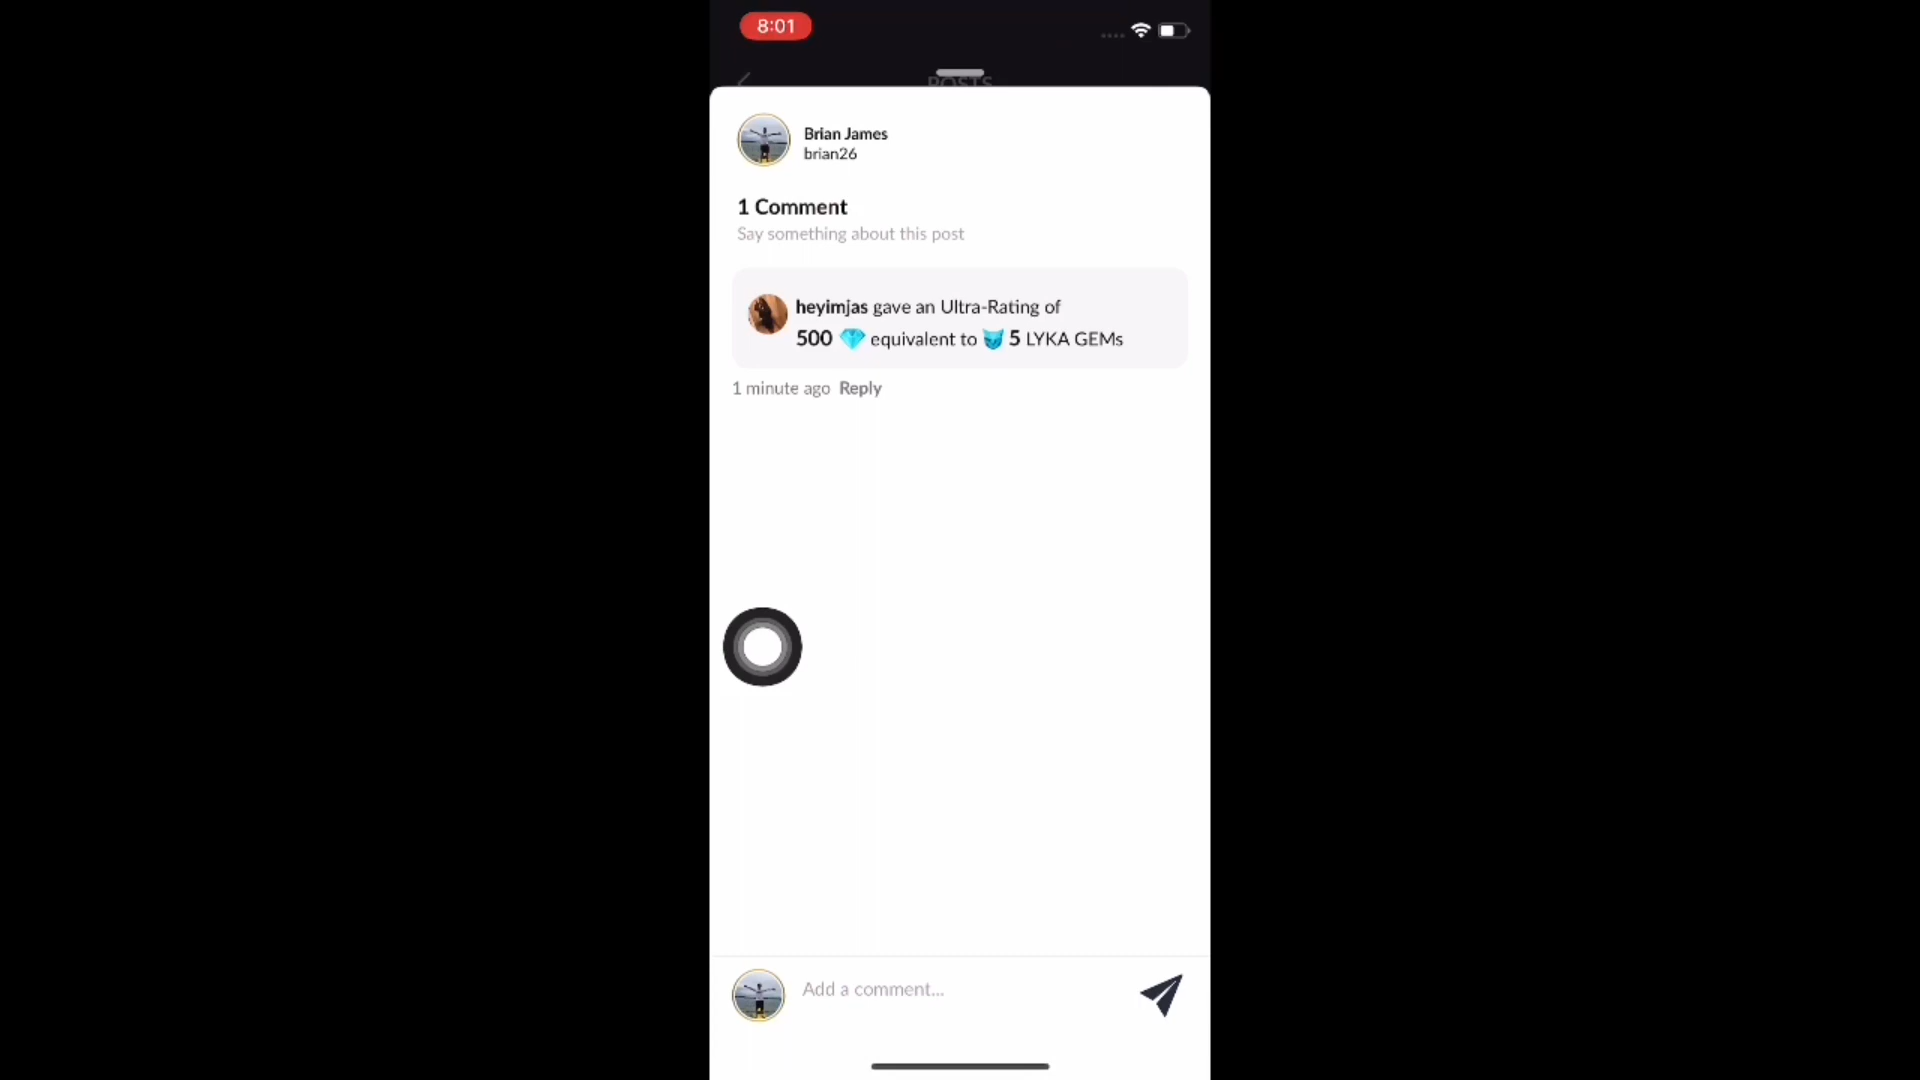 8:01
POSTS
Brian James
brian26
1 Comment
Say something about this post
heyimjas gave an Ultra-Rating of
500 equivalent to 5 LYKA GEMs
1 minute ago Reply
Add a comment...